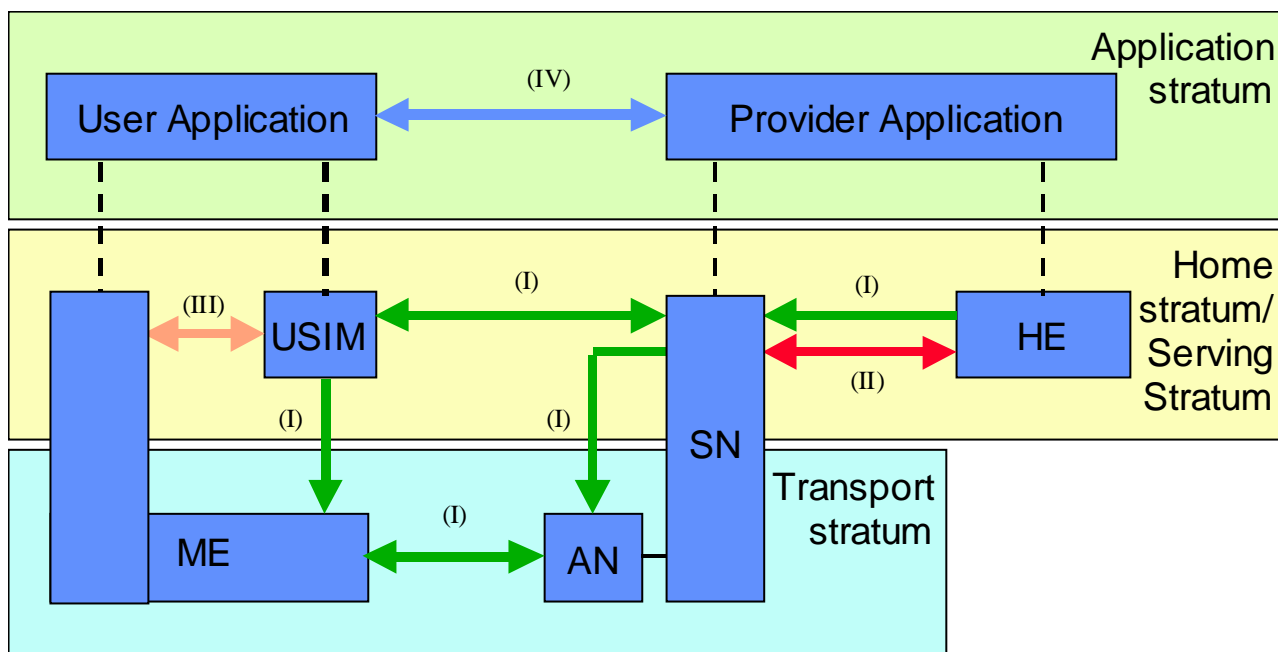 Application
stratum
(IV)
User Application
Provider Application
Home
stratum/
Serving
Stratum
(I)
(I)
(III)
USIM
HE
(II)
(I)
(I)
SN
Transport
stratum
(I)
ME
AN